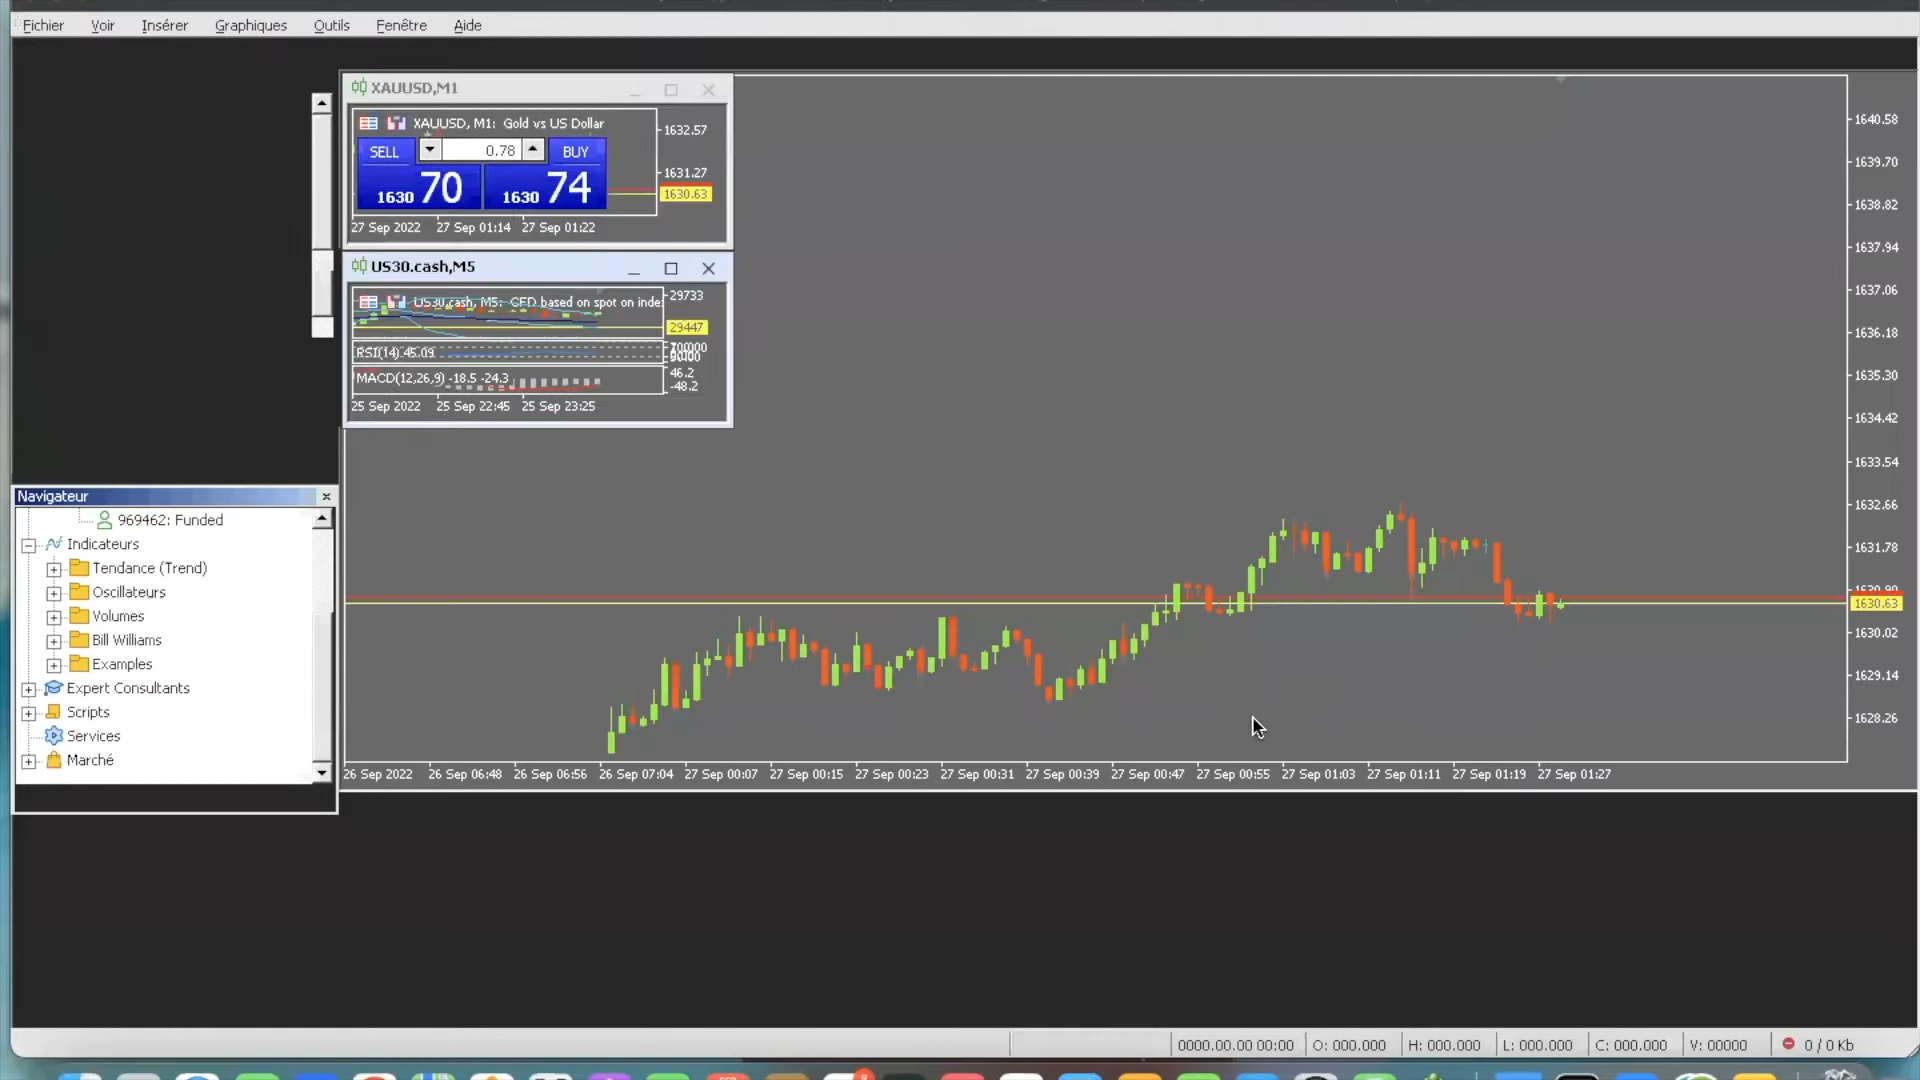 Fichier Voir Insérer Graphiques Outils Fenêtre Aide
XAUUSD,M1
XAUUSD, M1: Gold vs US Dollar
SELL 0.78 BUY
1630 70 1630 74
1632.57
1631.27
1630.63
27 Sep 2022 27 Sep 01:14 27 Sep 01:22
US30.cash,M5
US30.cash, M5: CFD based on spot on inde
29733
29447
RSI(14) 45.09
MACD(12,26,9) -18.5 -24.3
46.2
-48.2
25 Sep 2022 25 Sep 22:45 25 Sep 23:25
Navigateur
969462: Funded
Indicateurs
Tendance (Trend)
Oscillateurs
Volumes
Bill Williams
Examples
Expert Consultants
Scripts
Services
Marché
1640.58
1639.70
1638.82
1637.94
1637.06
1636.18
1635.30
1634.42
1633.54
1632.66
1631.78
1630.63
1630.02
1629.14
1628.26
26 Sep 2022 26 Sep 06:48 26 Sep 06:56 26 Sep 07:04 27 Sep 00:07 27 Sep 00:15 27 Sep 00:23 27 Sep 00:31 27 Sep 00:39 27 Sep 00:47 27 Sep 00:55 27 Sep 01:03 27 Sep 01:11 27 Sep 01:19 27 Sep 01:27
0000.00.00 00:00 O: 000.000 H: 000.000 L: 000.000 C: 000.000 V: 00000 0 / 0 Kb